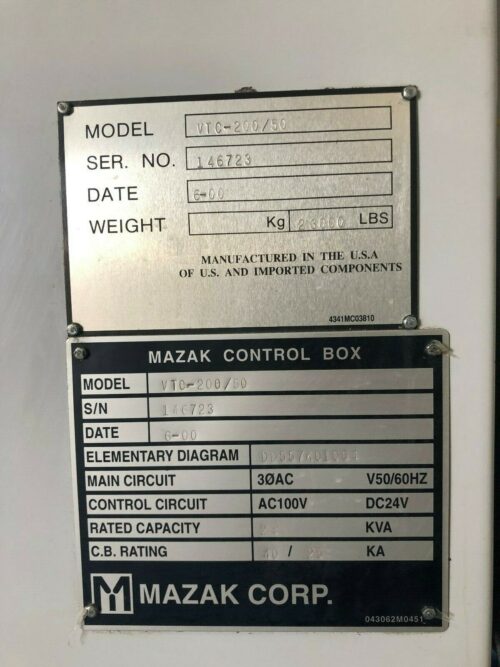 MODEL VTC-200/50
SER. NO. 146723
DATE 6-00
WEIGHT Kg LBS
MANUFACTURED IN THE U.S.A
OF U.S. AND IMPORTED COMPONENTS
4341MC03810
MAZAK CONTROL BOX
MODEL VTC-200/50
S/N 146723
DATE 6-00
ELEMENTARY DIAGRAM
MAIN CIRCUIT 3ØAC V50/60HZ
CONTROL CIRCUIT AC100V DC24V
RATED CAPACITY KVA
C.B. RATING / KA
M MAZAK CORP.
043062M0451